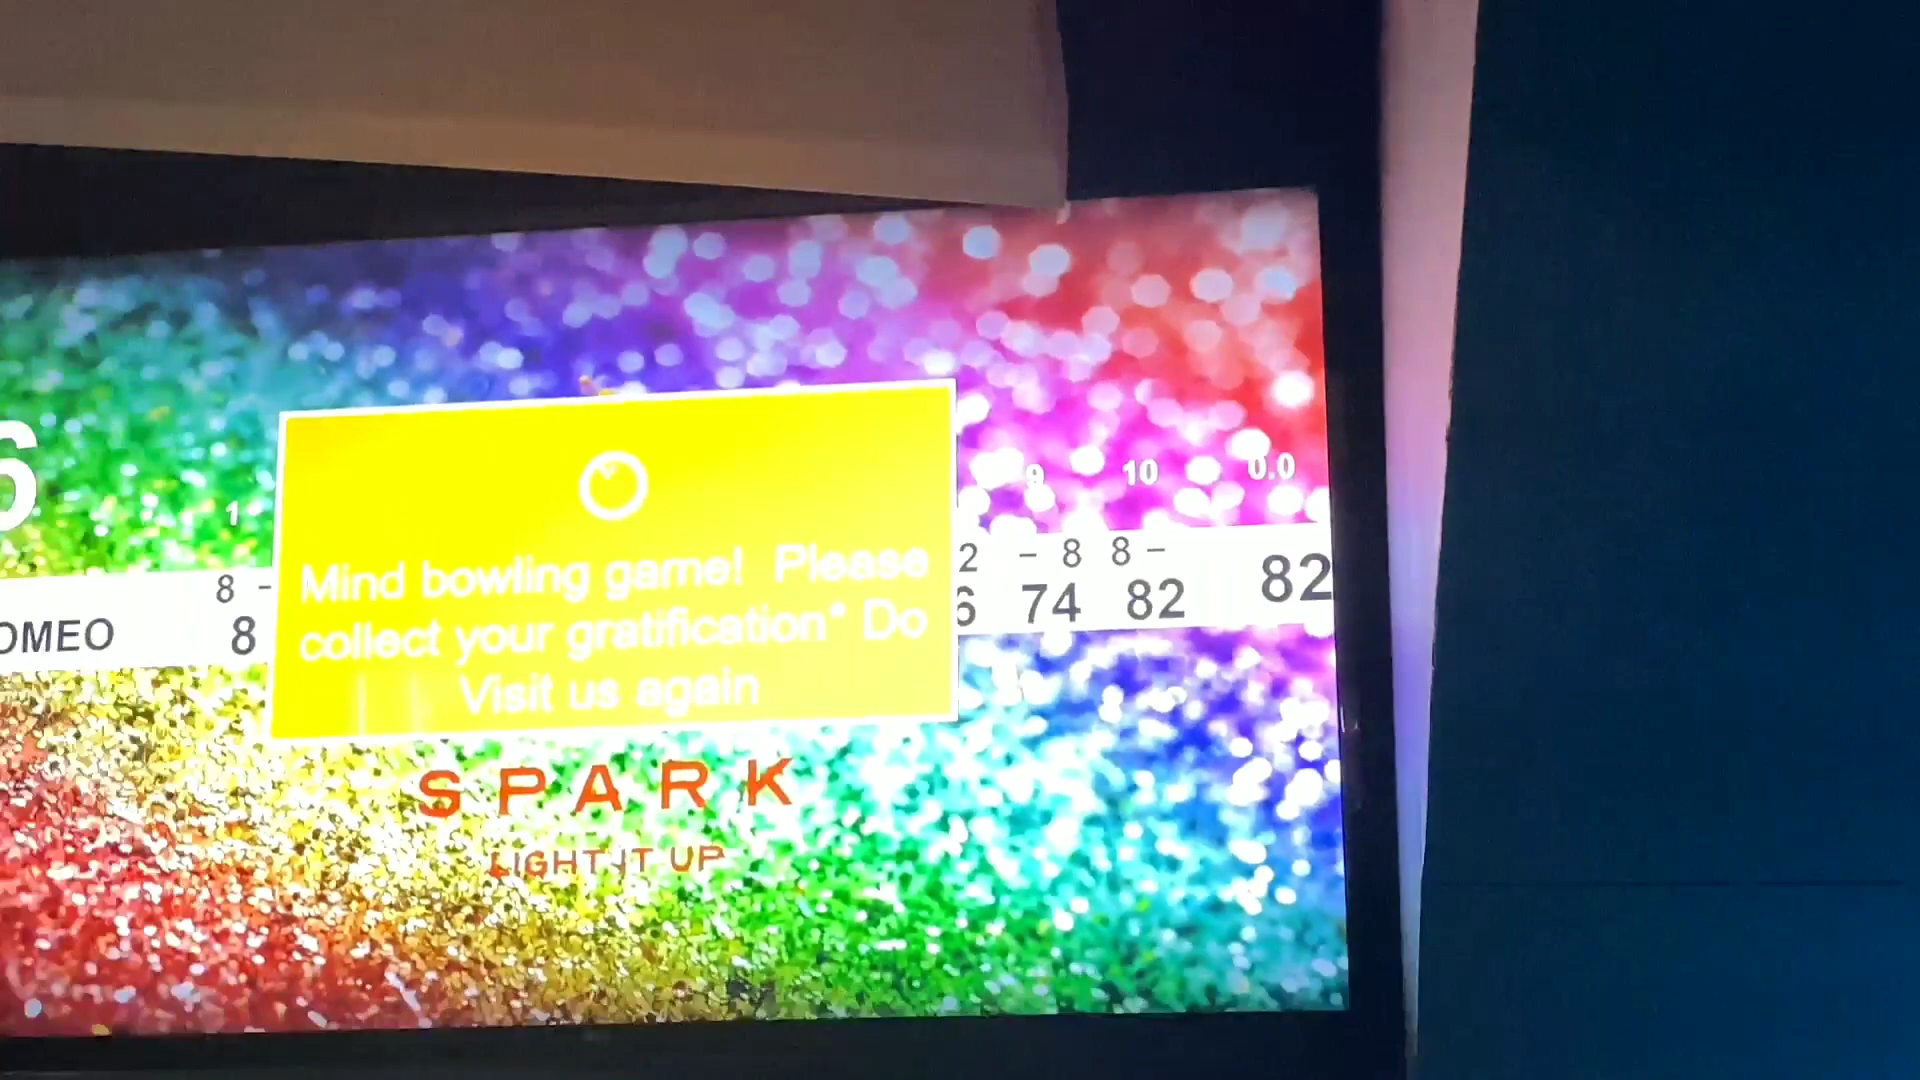 6
1
9 10 0.0
8 -
2 - 8 8 -
OMEO 8
6 74 82 82
Mind bowling game! Please
collect your gratification* Do
Visit us again
SPARK
LIGHT IT UP